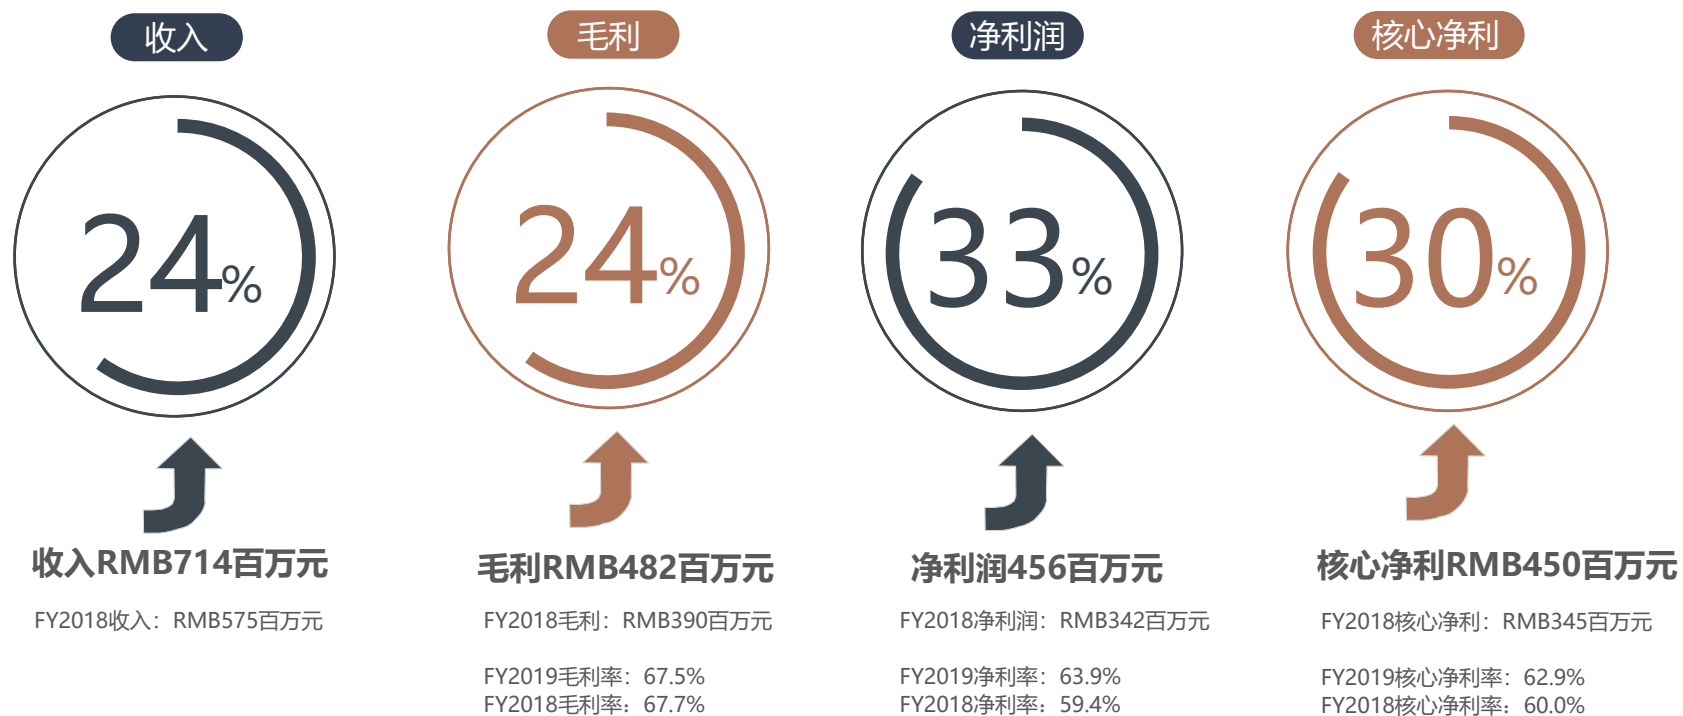 收入
24%
收入RMB714百万元
FY2018收入：RMB575百万元
毛利
24%
毛利RMB482百万元
FY2018毛利：RMB390百万元
FY2019毛利率：67.5%
FY2018毛利率：67.7%
净利润
33%
净利润456百万元
FY2018净利润：RMB342百万元
FY2019净利率：63.9%
FY2018净利率：59.4%
核心净利
30%
核心净利RMB450百万元
FY2018核心净利：RMB345百万元
FY2019核心净利率：62.9%
FY2018核心净利率：60.0%